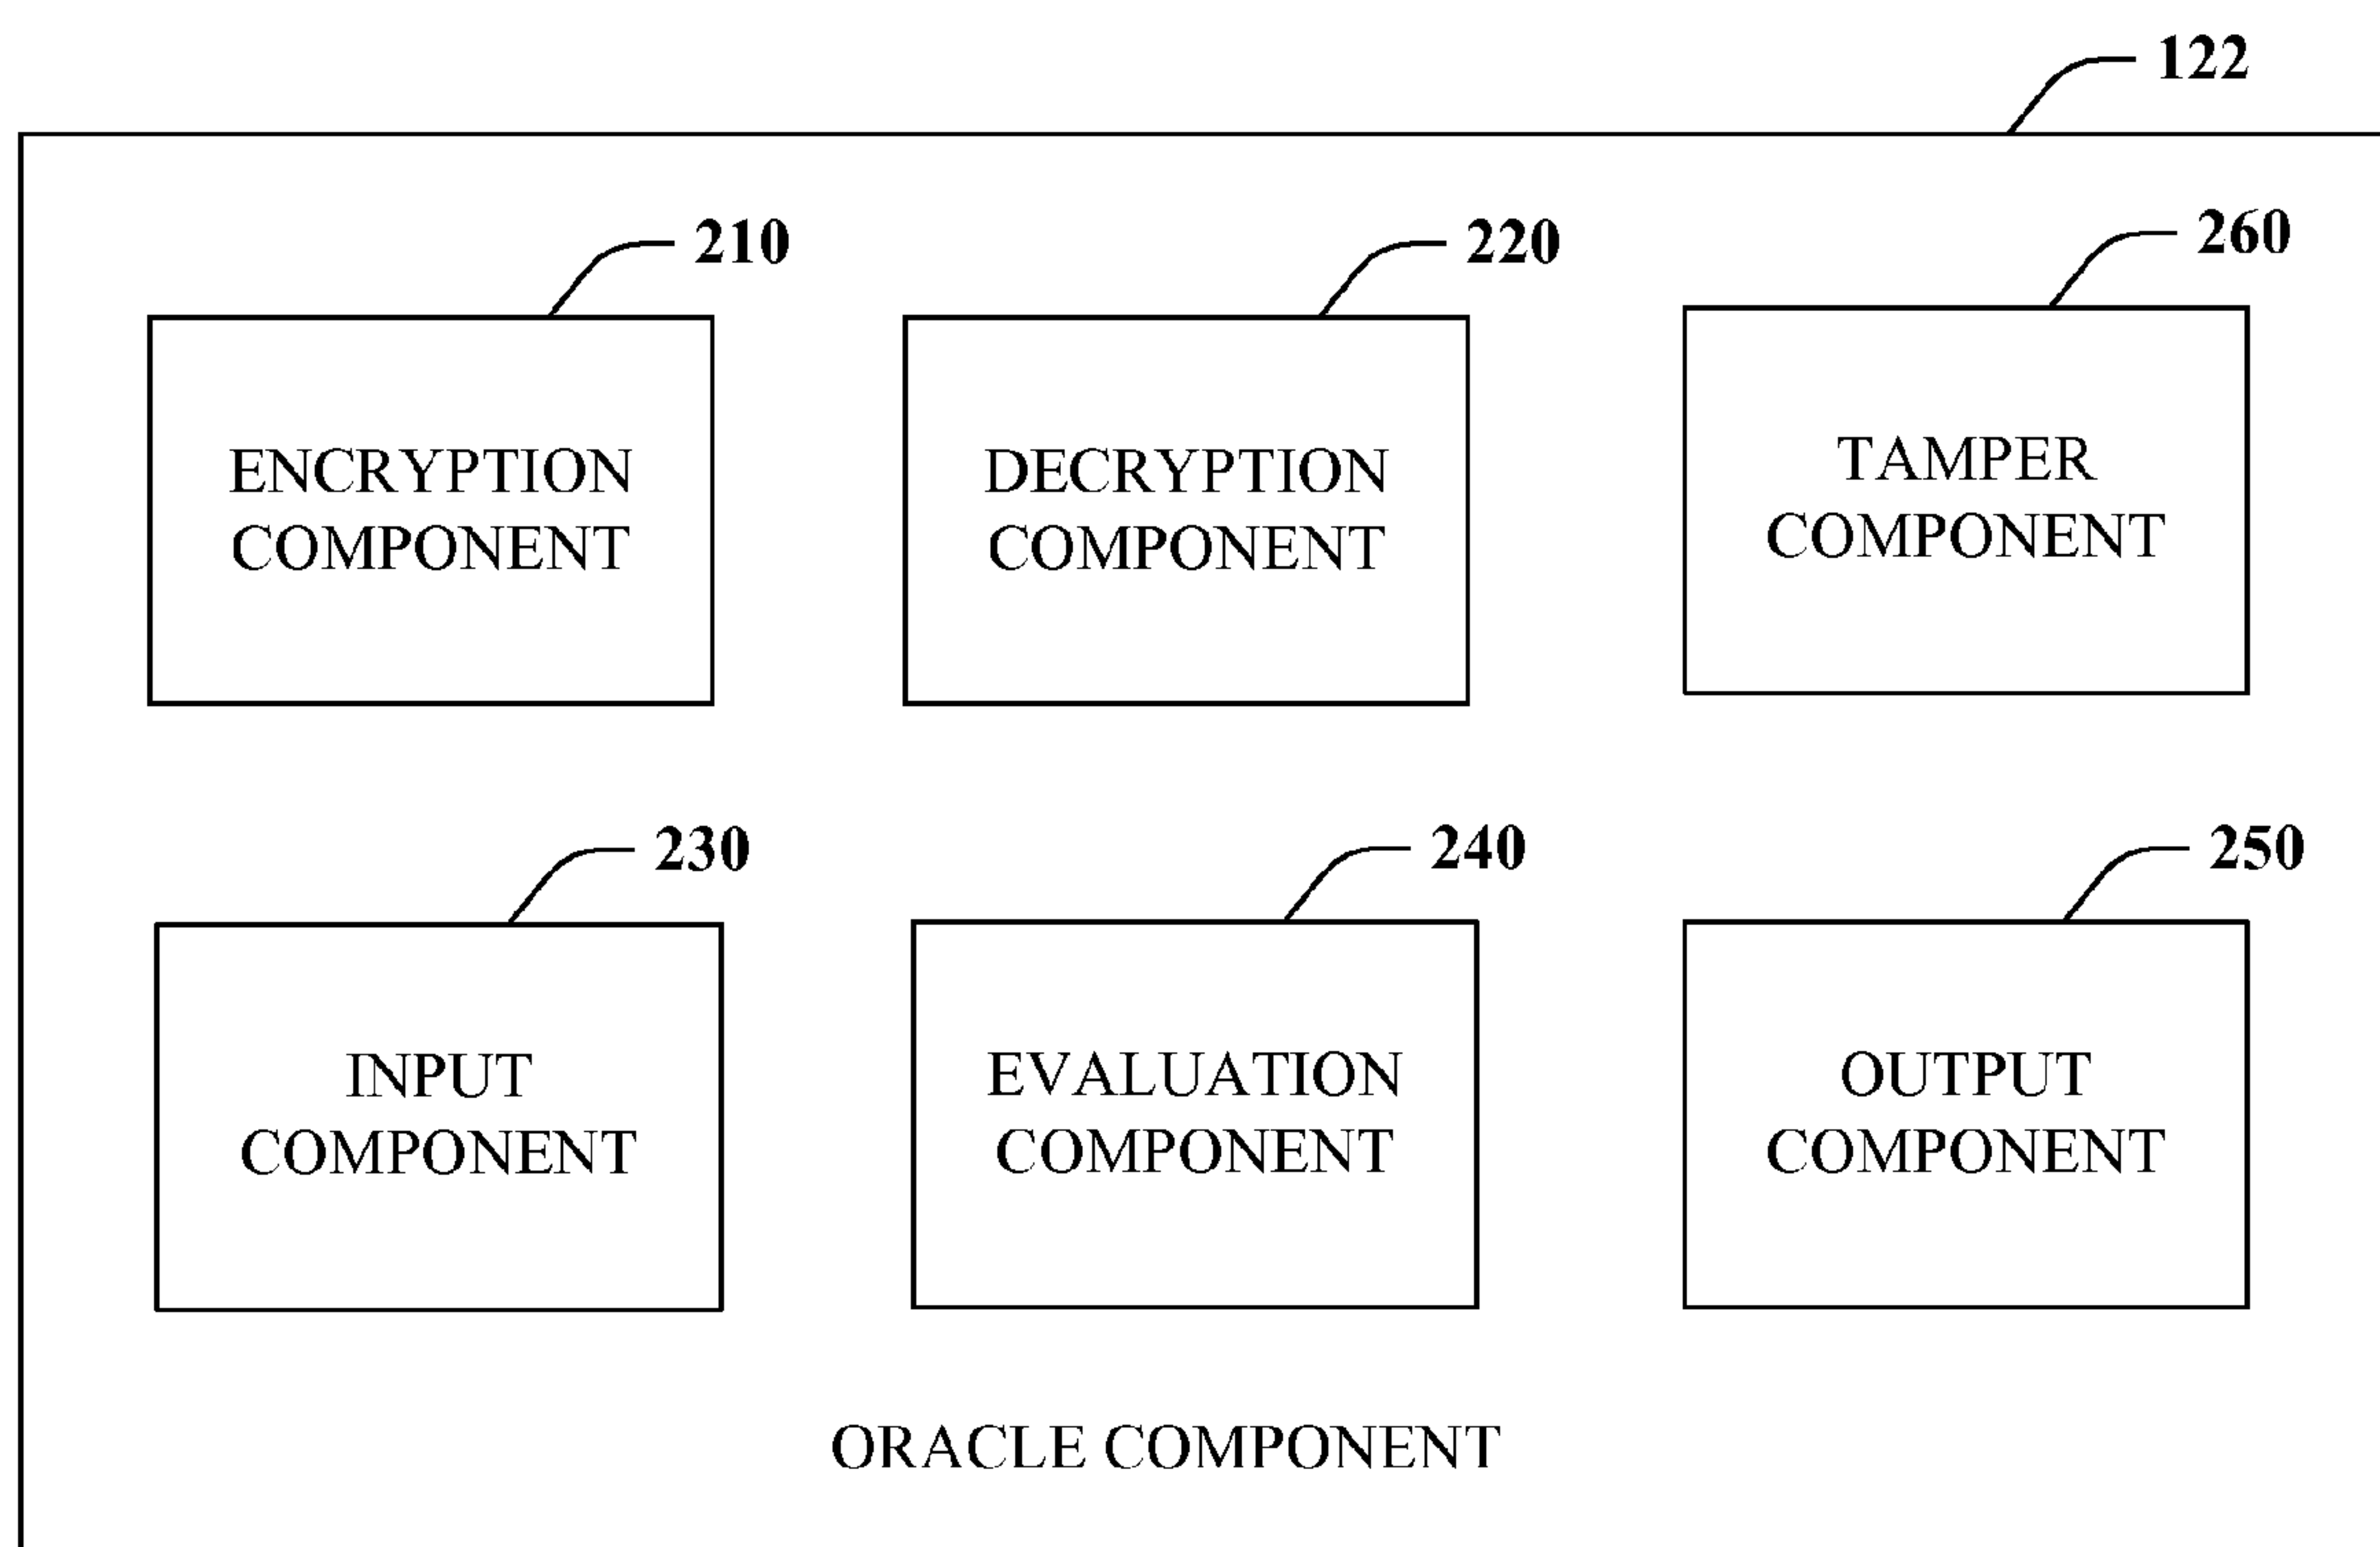 122
210
220
260
ENCRYPTION
COMPONENT
DECRYPTION
COMPONENT
TAMPER
COMPONENT
230
240
250
INPUT
COMPONENT
EVALUATION
COMPONENT
OUTPUT
COMPONENT
ORACLE COMPONENT